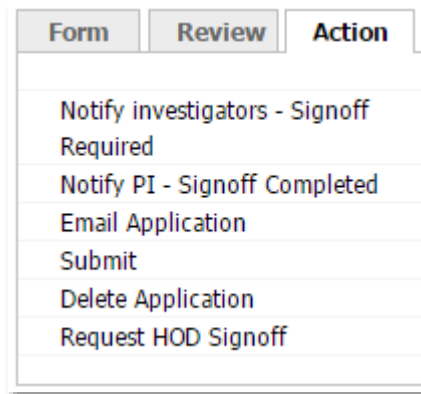 Form Review Action
Notify investigators - Signoff
Required
Notify PI - Signoff Completed
Email Application
Submit
Delete Application
Request HOD Signoff